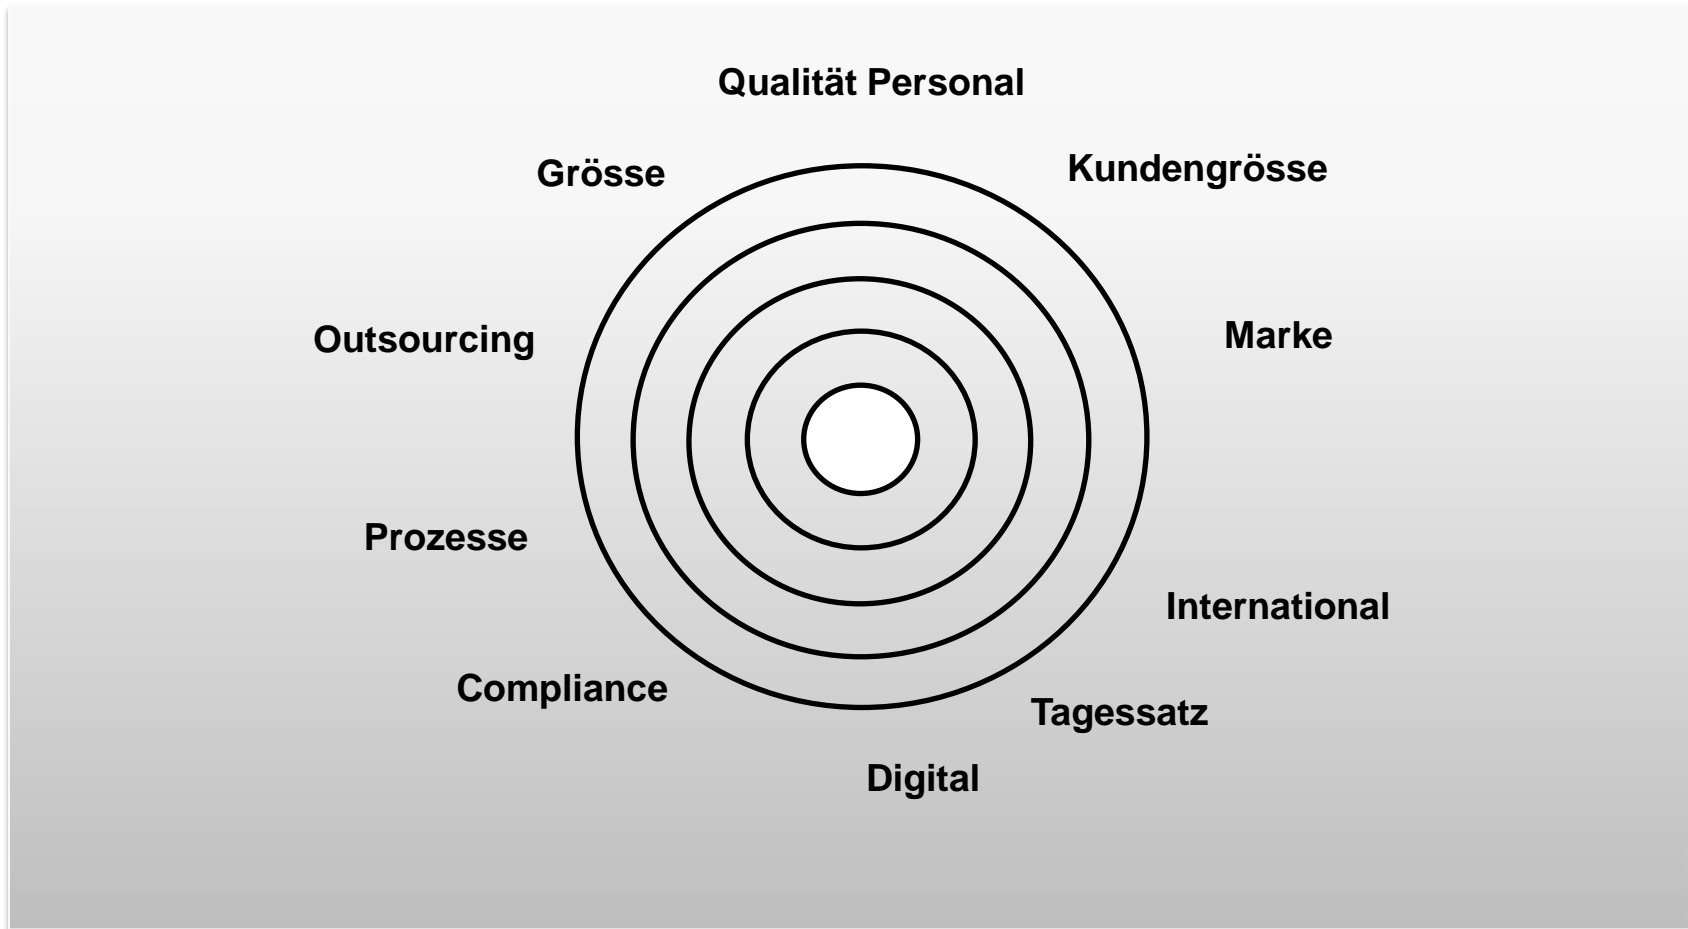 Qualität Personal
Grösse
Kundengrösse
Outsourcing
Marke
Prozesse
International
Compliance
Tagessatz
Digital